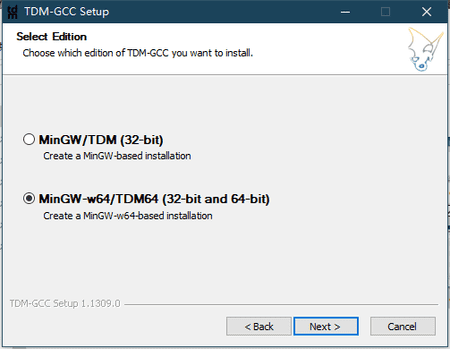 TDM-GCC Setup
Select Edition
Choose which edition of TDM-GCC you want to install.
MinGW/TDM (32-bit)
Create a MinGW-based installation
MinGW-w64/TDM64 (32-bit and 64-bit)
Create a MinGW-w64-based installation
TDM-GCC Setup 1.1309.0
< Back
Next >
Cancel